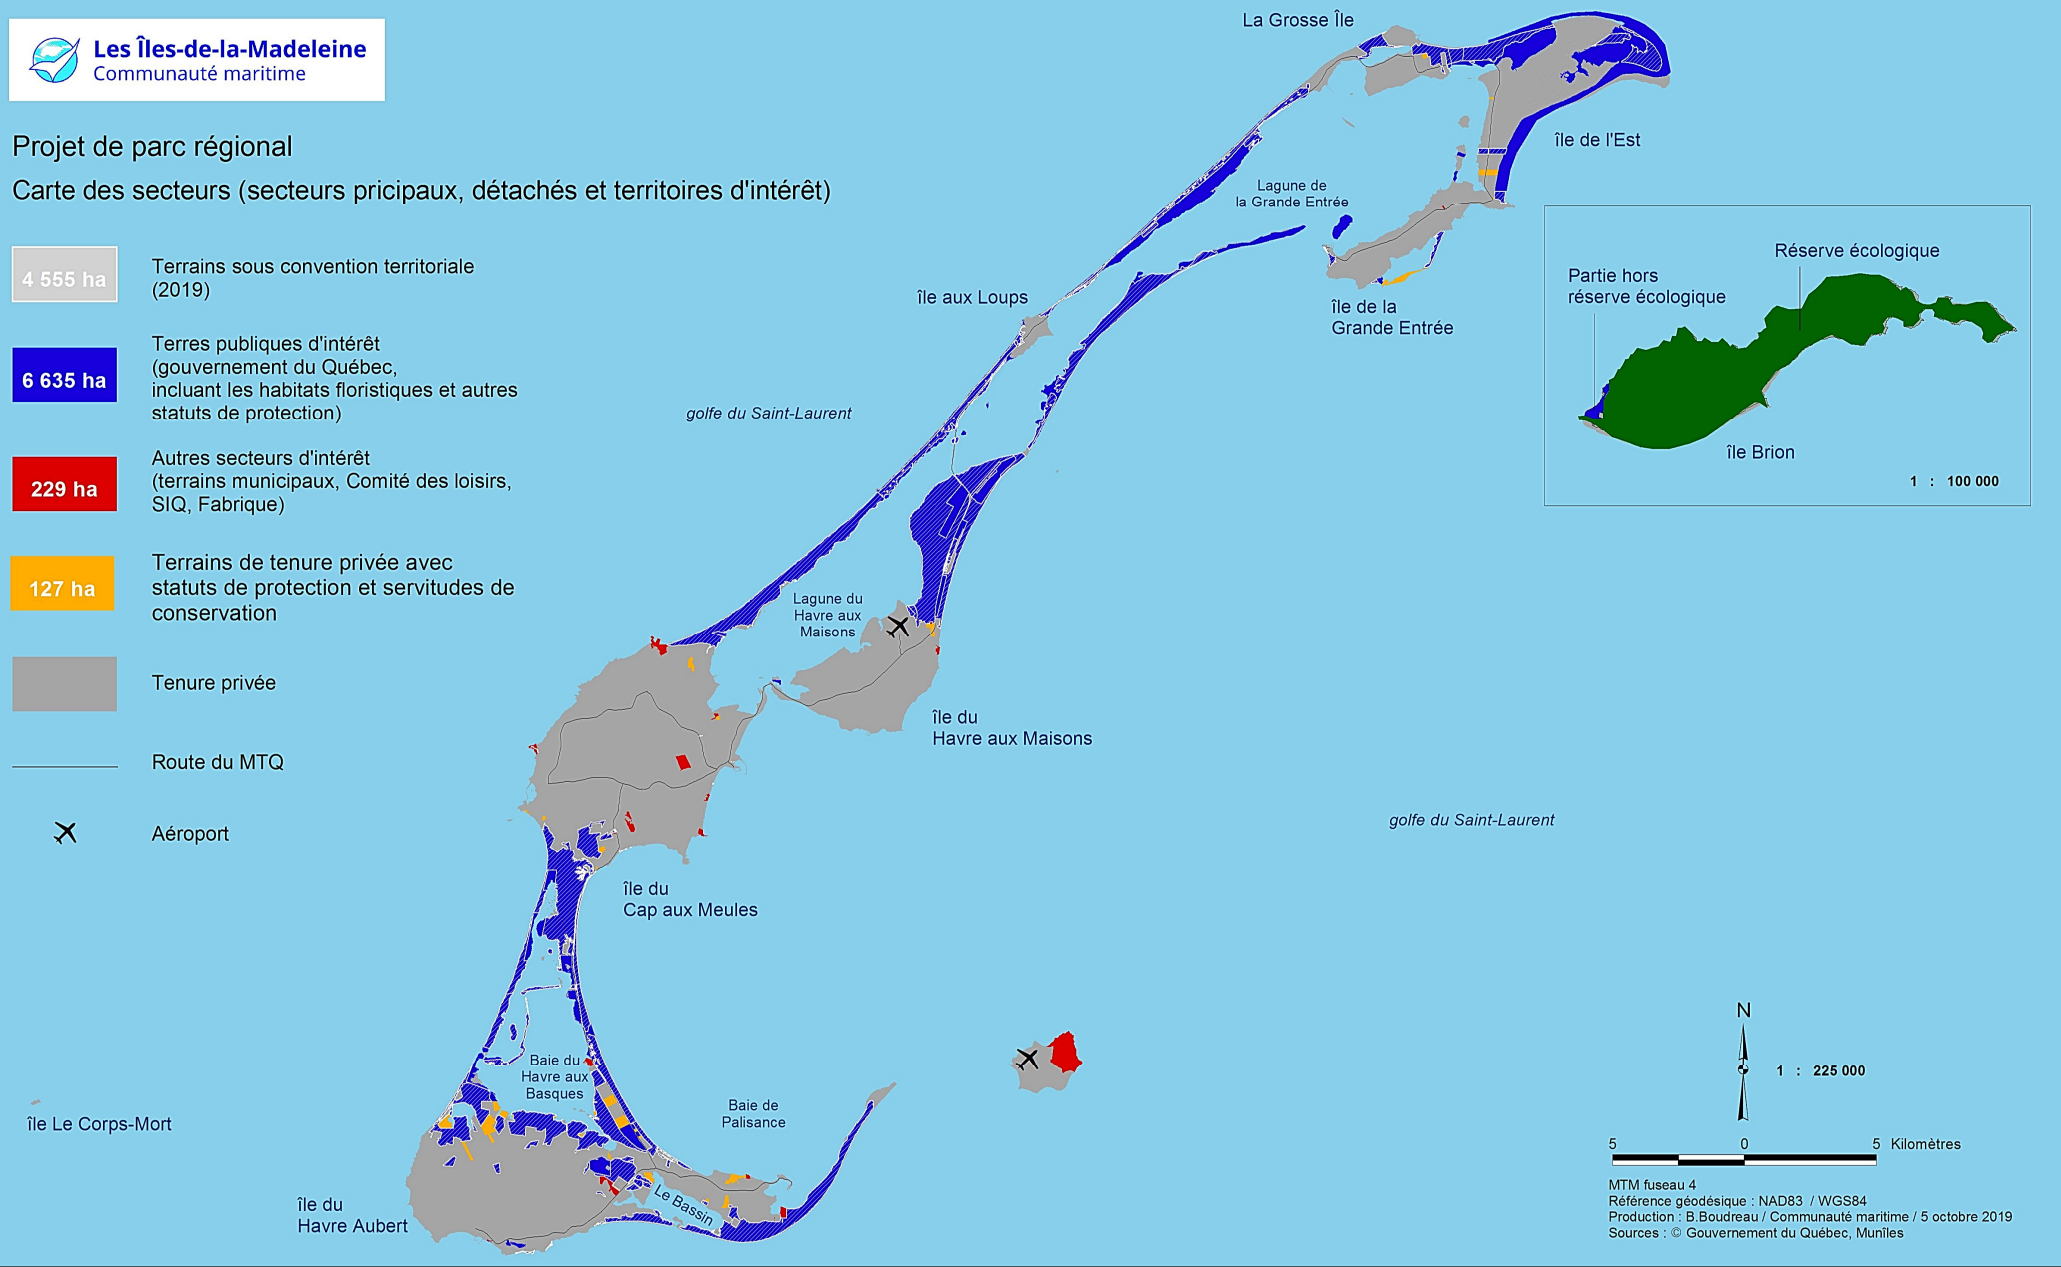 Les Îles-de-la-Madeleine
Communauté maritime
Projet de parc régional
Carte des secteurs (secteurs pricipaux, détachés et territoires d'intérêt)
4 555 ha
Terrains sous convention territoriale
(2019)
6 635 ha
Terres publiques d'intérêt
(gouvernement du Québec,
incluant les habitats floristiques et autres
statuts de protection)
229 ha
Autres secteurs d'intérêt
(terrains municipaux, Comité des loisirs,
SIQ, Fabrique)
127 ha
Terrains de tenure privée avec
statuts de protection et servitudes de
conservation
Tenure privée
Route du MTQ
Aéroport
La Grosse Île
île de l'Est
Lagune de
la Grande Entrée
île de la
Grande Entrée
île aux Loups
golfe du Saint-Laurent
Réserve écologique
Partie hors
réserve écologique
île Brion
1 : 100 000
Lagune du
Havre aux
Maisons
île du
Havre aux Maisons
golfe du Saint-Laurent
île du
Cap aux Meules
Baie du
Havre aux
Basques
Baie de
Palisance
île Le Corps-Mort
île du
Havre Aubert
Le Bassin
N
1 : 225 000
5 0 5 Kilomètres
MTM fuseau 4
Référence géodésique : NAD83 / WGS84
Production : B.Boudreau / Communauté maritime / 5 octobre 2019
Sources : © Gouvernement du Québec, Munîles